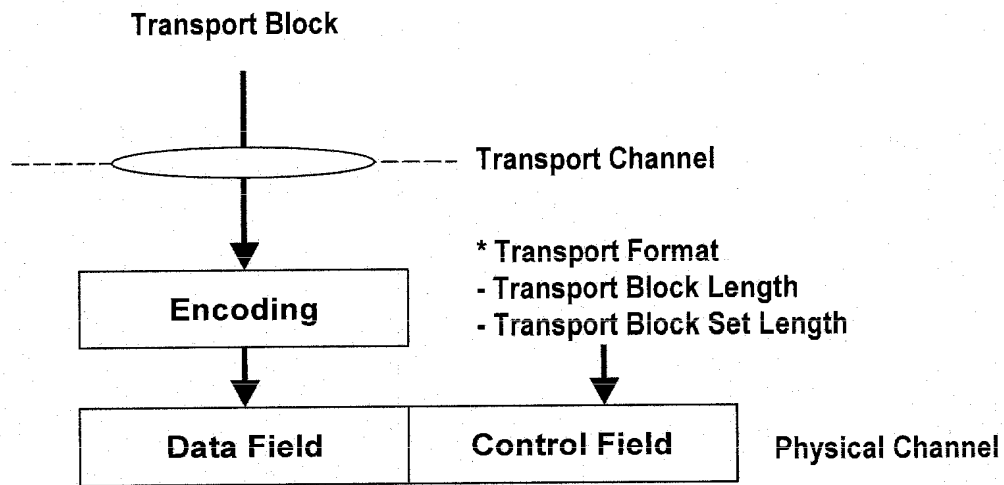 Transport Block
Transport Channel
* Transport Format
- Transport Block Length
- Transport Block Set Length
Encoding
Data Field
Control Field
Physical Channel